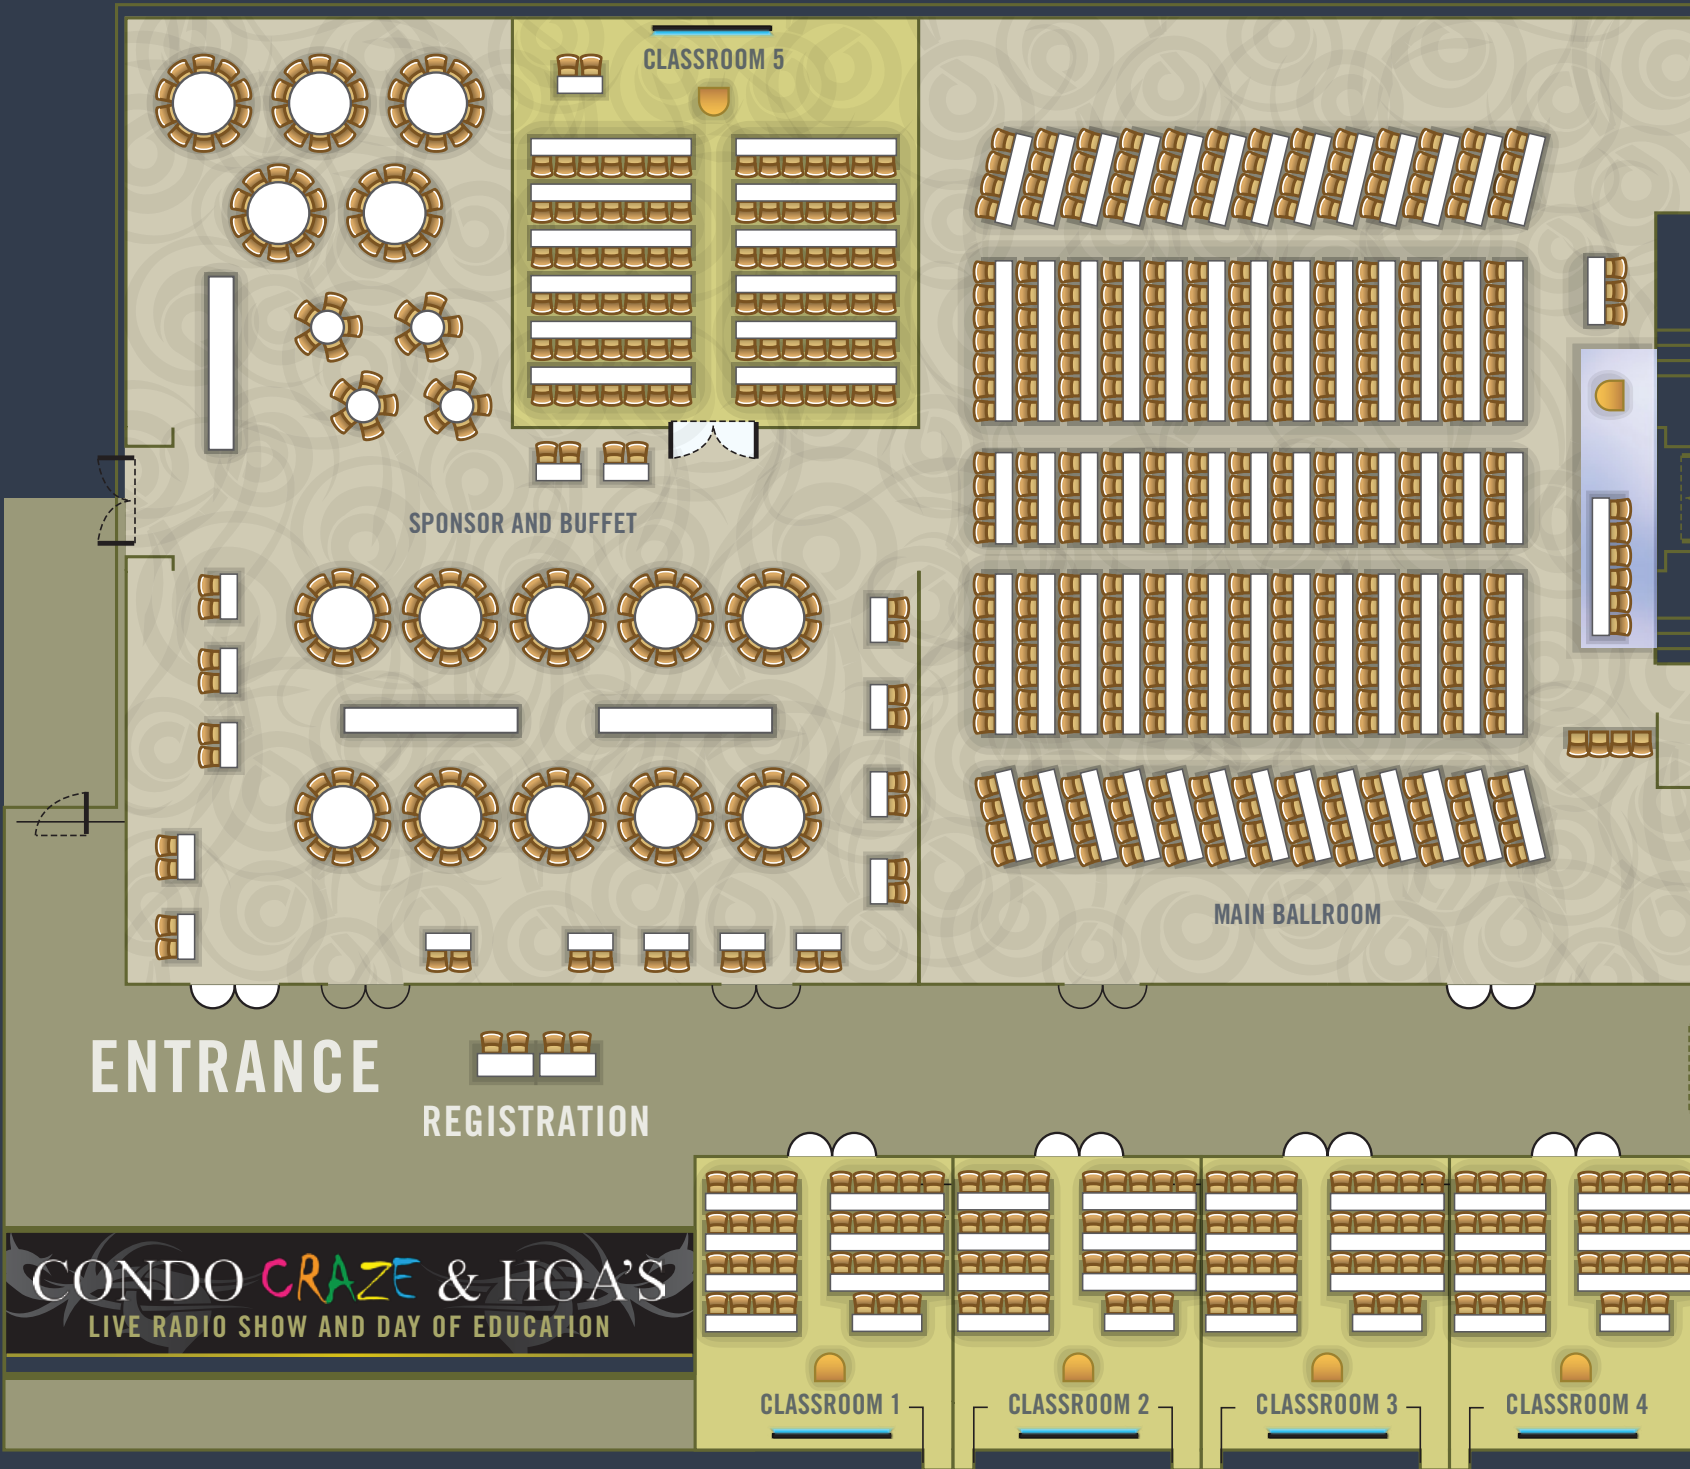 CLASSROOM 5
SPONSOR AND BUFFET
MAIN BALLROOM
ENTRANCE
REGISTRATION
CONDO CRAZE & HOA'S
LIVE RADIO SHOW AND DAY OF EDUCATION
CLASSROOM 1
CLASSROOM 2
CLASSROOM 3
CLASSROOM 4